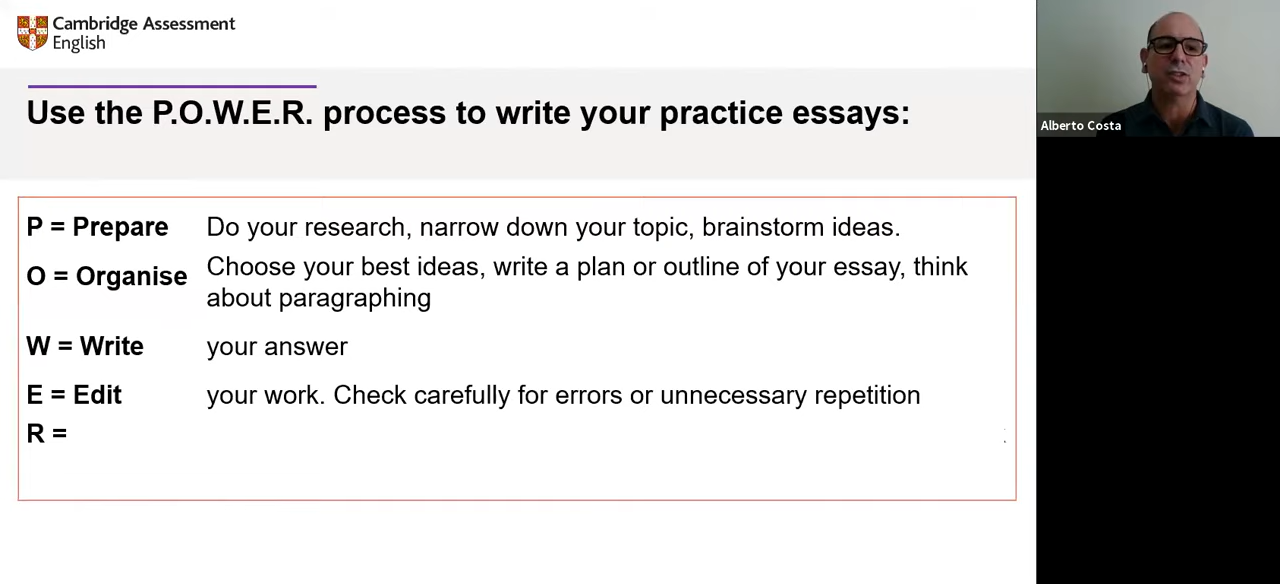 Cambridge Assessment
English
Use the P.O.W.E.R. process to write your practice essays:
P = Prepare Do your research, narrow down your topic, brainstorm ideas.
O = Organise Choose your best ideas, write a plan or outline of your essay, think
about paragraphing
W = Write your answer
E = Edit your work. Check carefully for errors or unnecessary repetition
R =
Alberto Costa